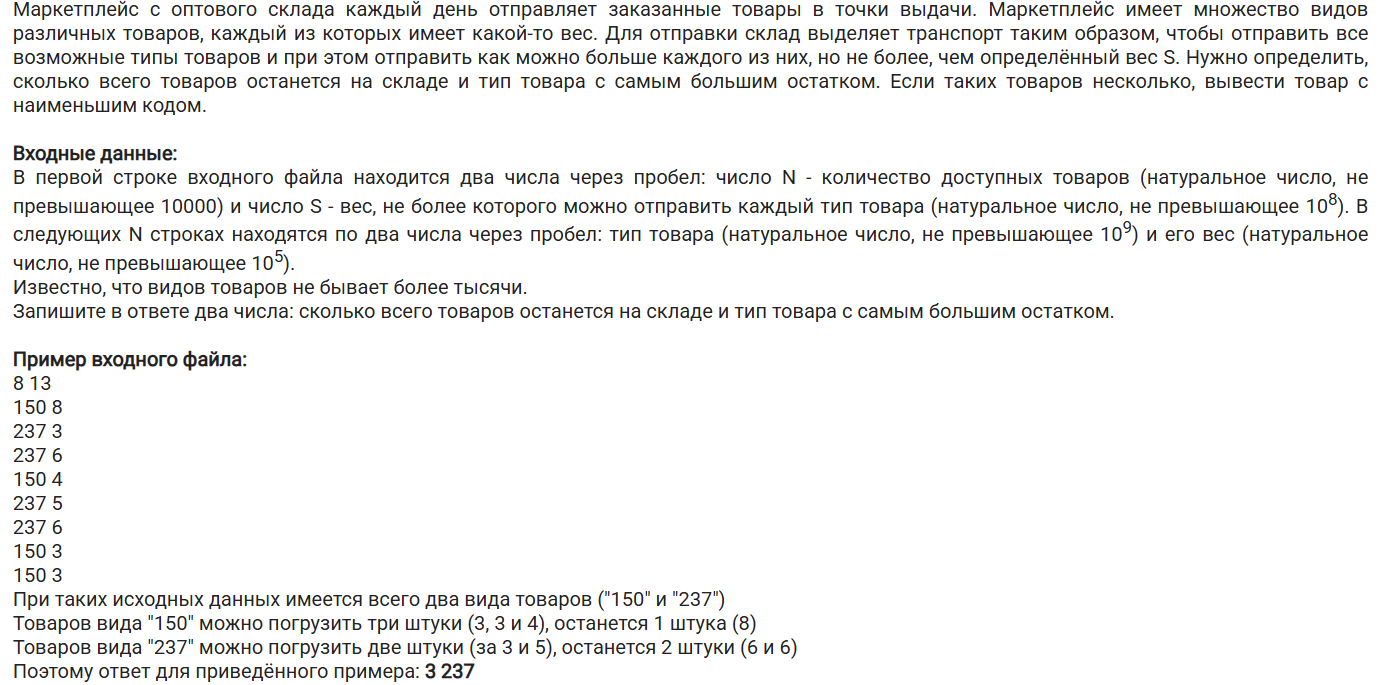 Маркетплейс с оптового склада каждый день отправляет заказанные товары в точки выдачи. Маркетплейс имеет множество видов
различных товаров, каждый из которых имеет какой-то вес. Для отправки склад выделяет транспорт таким образом, чтобы отправить все
возможные типы товаров и при этом отправить как можно больше каждого из них, но не более, чем определённый вес S. Нужно определить,
сколько всего товаров останется на складе и тип товара с самым большим остатком. Если таких товаров несколько, вывести товар с
наименьшим кодом.
Входные данные:
В первой строке входного файла находится два числа через пробел: число N - количество доступных товаров (натуральное число, не
превышающее 10000) и число S - вес, не более которого можно отправить каждый тип товара (натуральное число, не превышающее 10⁸). В
следующих N строках находятся по два числа через пробел: тип товара (натуральное число, не превышающее 10⁹) и его вес (натуральное
число, не превышающее 10⁵).
Известно, что видов товаров не бывает более тысячи.
Запишите в ответе два числа: сколько всего товаров останется на складе и тип товара с самым большим остатком.
Пример входного файла:
8 13
150 8
237 3
237 6
150 4
237 5
237 6
150 3
150 3
При таких исходных данных имеется всего два вида товаров ("150" и "237")
Товаров вида "150" можно погрузить три штуки (3, 3 и 4), останется 1 штука (8)
Товаров вида "237" можно погрузить две штуки (за 3 и 5), останется 2 штуки (6 и 6)
Поэтому ответ для приведённого примера: 3 237